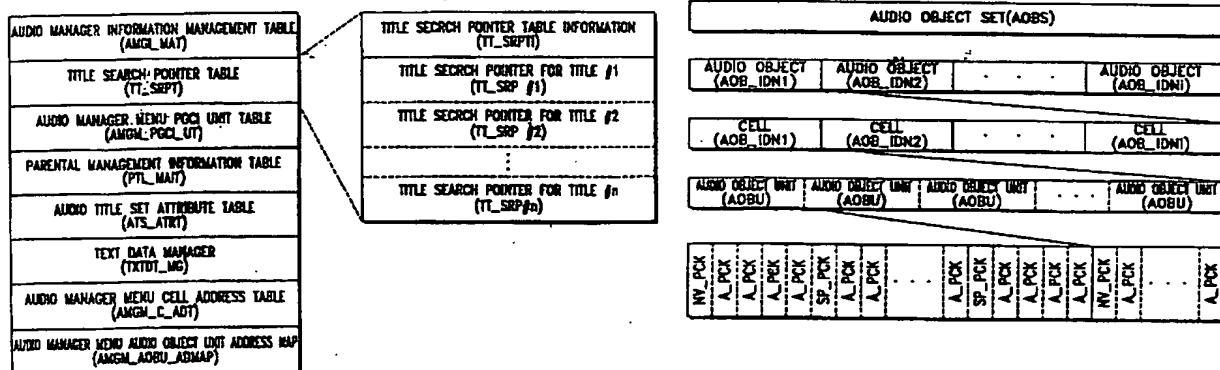 AUDIO MANAGER INFORMATION MANAGEMENT TABLE
(AMGI_MAT)
TITLE SEARCH POINTER TABLE
(TT_SRPT)
AUDIO MANAGER MENU PGCI UNIT TABLE
(AMGM_PGCI_UT)
PARENTAL MANAGEMENT INFORMATION TABLE
(PTL_MAIT)
AUDIO TITLE SET ATTRIBUTE TABLE
(ATS_ATRT)
TEXT DATA MANAGER
(TXTDT_MG)
AUDIO MANAGER MENU CELL ADDRESS TABLE
(AMGM_C_ADT)
AUDIO MANAGER MENU AUDIO OBJECT UNIT ADDRESS MAP
(AMGM_AOBU_ADMAP)
TITLE SECRCH POINTER TABLE INFORMATION
(TT_SRPTI)
TITLE SECRCH POINTER FOR TITLE #1
(TT_SRP #1)
TITLE SECRCH POINTER FOR TITLE #2
(TT_SRP #2)
⋮
TITLE SEARCH POINTER FOR TITLE #n
(TT_SRP#n)
AUDIO OBJECT SET(AOBS)
AUDIO OBJECT AUDIO OBJECT · · · AUDIO OBJECT
(AOB_IDN1) (AOB_IDN2) (AOB_IDNi)
CELL CELL · · · CELL
(AOB_IDN1) (AOB_IDN2) (AOB_IDNI)
AUDIO OBJECT UNIT AUDIO OBJECT UNIT AUDIO OBJECT UNIT · · · AUDIO OBJECT UNIT
(AOBU) (AOBU) (AOBU) (AOBU)
NV_PCK A_PCK A_PCK A_PCK SP_PCK A_PCK A_PCK · · · A_PCK SP_PCK A_PCK A_PCK A_PCK NV_PCK A_PCK · · · A_PCK